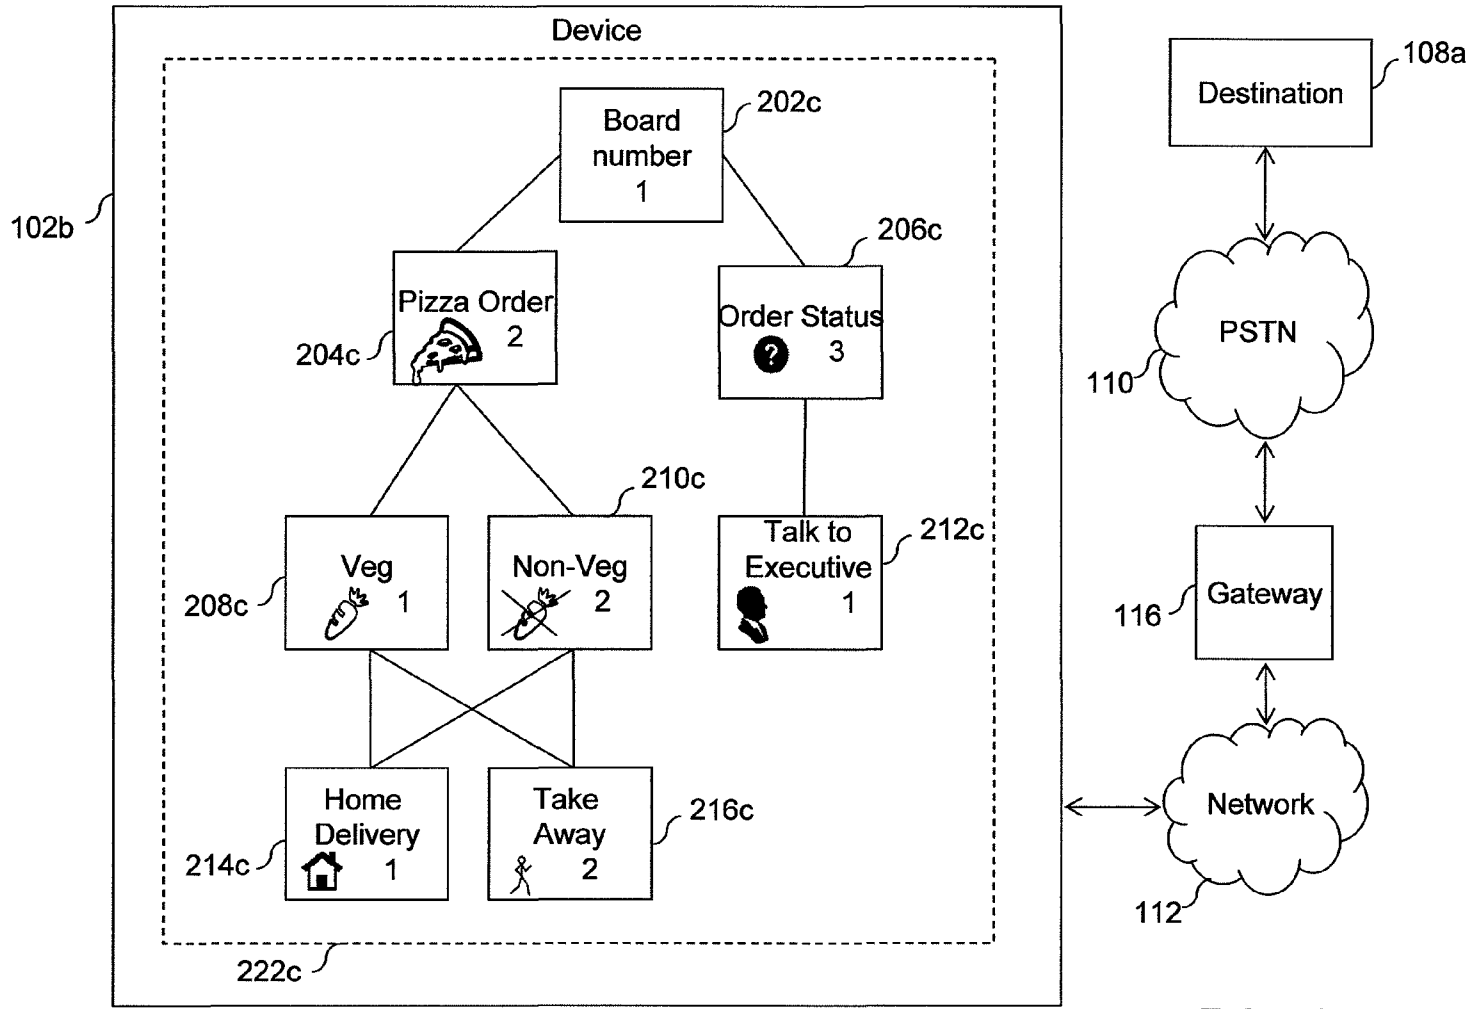 Device
108a
Destination
202c
Board
number
1
102b
206c
Pizza Order
2
204c
Order Status
?
3
PSTN
110
210c
212c
Veg
1
208c
Non-Veg
2
Talk to
Executive
1
Gateway
116
Home
Delivery
1
214c
Take
Away
2
216c
Network
112
222c